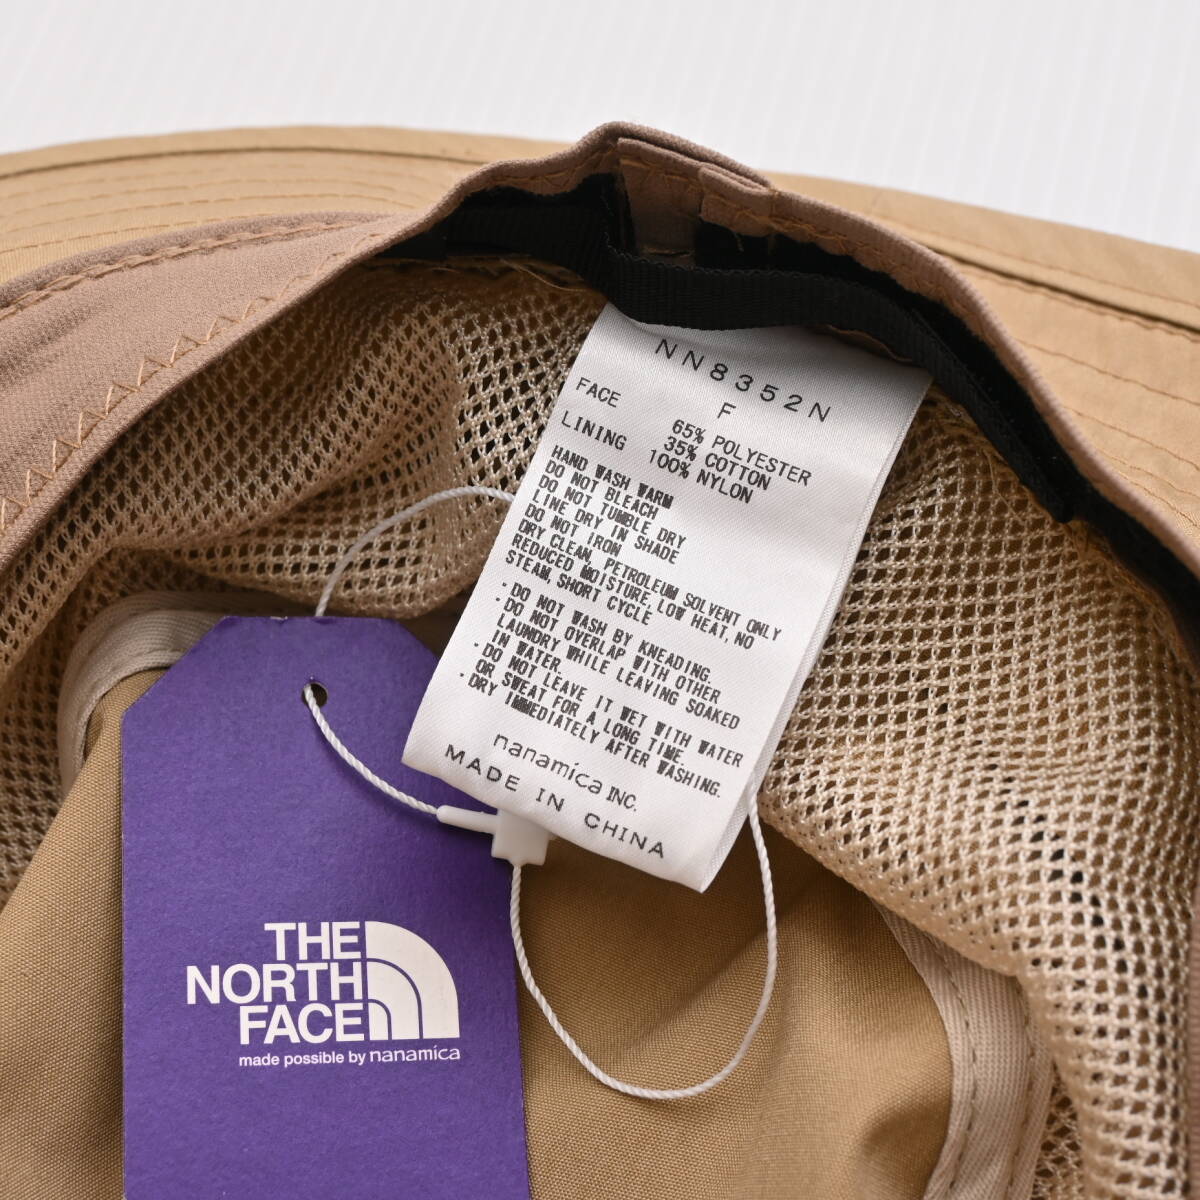 NN8352N
F
FACE 65% POLYESTER
35% COTTON
LINING 100% NYLON
HAND WASH WARM
DO NOT BLEACH
DO NOT TUMBLE DRY
LINE DRY IN SHADE
DO NOT IRON
DRY CLEAN, PETROLEUM SOLVENT ONLY
REDUCED MOISTURE, LOW HEAT, NO
STEAM, SHORT CYCLE
・DO NOT WASH BY KNEADING.
・DO NOT OVERLAP WITH OTHER
LAUNDRY WHILE LEAVING SOAKED
IN WATER.
・DO NOT LEAVE IT WET WITH WATER
OR SWEAT FOR A LONG TIME.
・DRY IMMEDIATELY AFTER WASHING.
nanamica INC.
MADE IN CHINA
THE
NORTH
FACE
made possible by nanamica